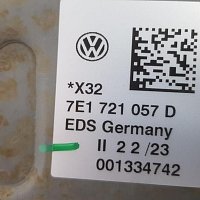 *X32
7E1 721 057 D
EDS Germany
II 2 2 /23
001334742